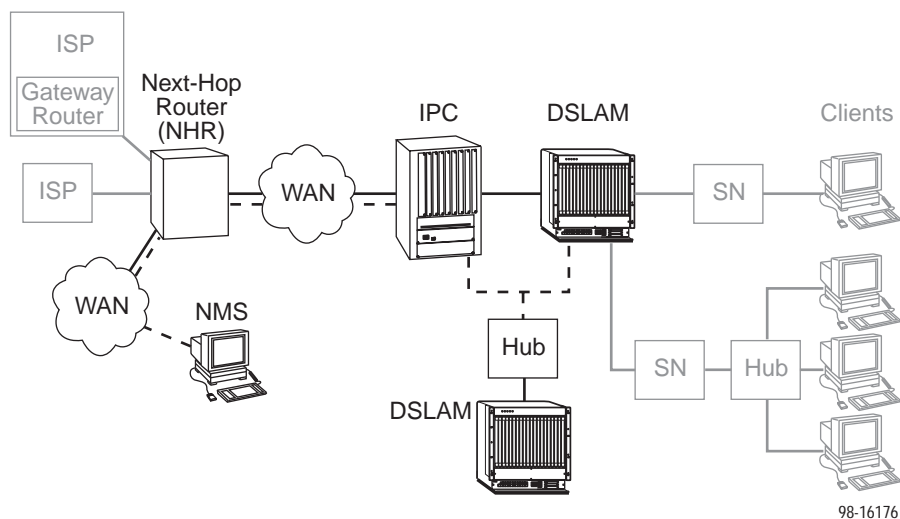 ISP
Gateway
Router
Next-Hop
Router
(NHR)
IPC
DSLAM
Clients
ISP
WAN
SN
WAN
NMS
Hub
SN
Hub
DSLAM
98-16176